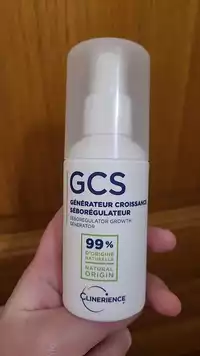 GCS
GÉNÉRATEUR CROISSANCE
SÉBORÉGULATEUR
SEBOREGULATOR GROWTH
GENERATOR
99%
D'ORIGINE
NATURELLE
NATURAL
ORIGIN
CLINERIENCE